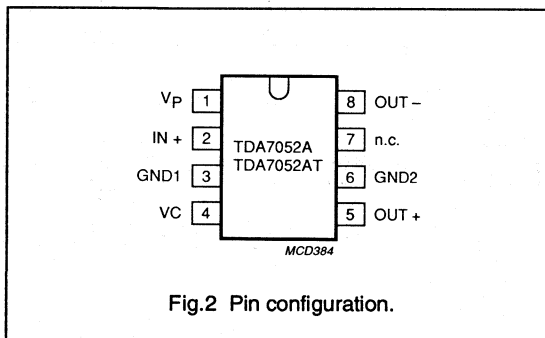 VP 1 8 OUT –
IN + 2 7 n.c.
TDA7052A
TDA7052AT
GND1 3 6 GND2
VC 4 5 OUT +
MCD384
Fig.2 Pin configuration.